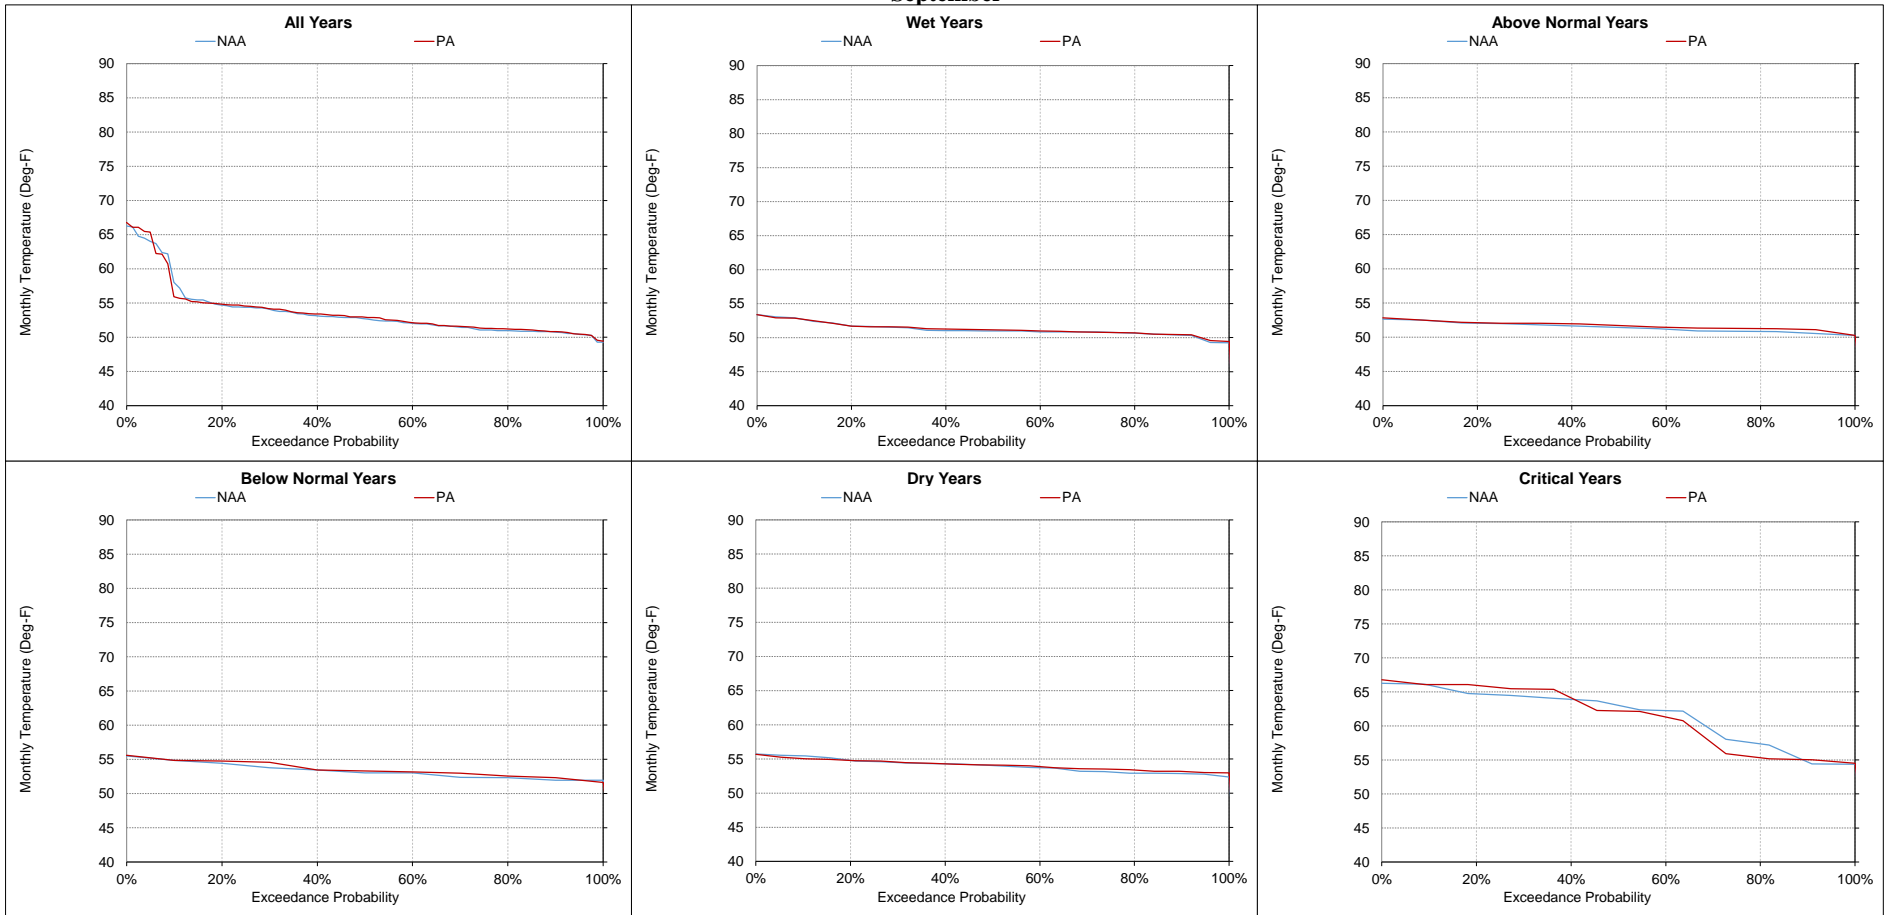 September
All Years
NAA PA
Monthly Temperature (Deg-F)
90
85
80
75
70
65
60
55
50
45
40
0% 20% 40% 60% 80% 100%
Exceedance Probability
Wet Years
NAA PA
Monthly Temperature (Deg-F)
90
85
80
75
70
65
60
55
50
45
40
0% 20% 40% 60% 80% 100%
Exceedance Probability
Above Normal Years
NAA PA
Monthly Temperature (Deg-F)
90
85
80
75
70
65
60
55
50
45
40
0% 20% 40% 60% 80% 100%
Exceedance Probability
Below Normal Years
NAA PA
Monthly Temperature (Deg-F)
90
85
80
75
70
65
60
55
50
45
40
0% 20% 40% 60% 80% 100%
Exceedance Probability
Dry Years
NAA PA
Monthly Temperature (Deg-F)
90
85
80
75
70
65
60
55
50
45
40
0% 20% 40% 60% 80% 100%
Exceedance Probability
Critical Years
NAA PA
Monthly Temperature (Deg-F)
90
85
80
75
70
65
60
55
50
45
40
0% 20% 40% 60% 80% 100%
Exceedance Probability